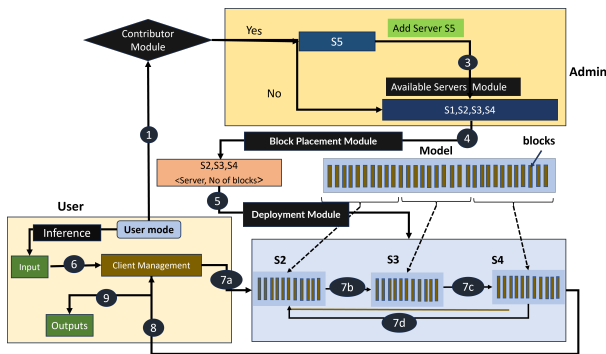 Contributor
Module
Yes
No
S5
Add Server S5
3
Admin
Available Servers Module
S1,S2,S3,S4
1
4
Block Placement Module
Model
blocks
S2,S3,S4
<Server, No of blocks>
5
Deployment Module
User
Inference
User mode
Input
6
Client Management
7a
9
8
Outputs
S2
S3
S4
7b
7c
7d